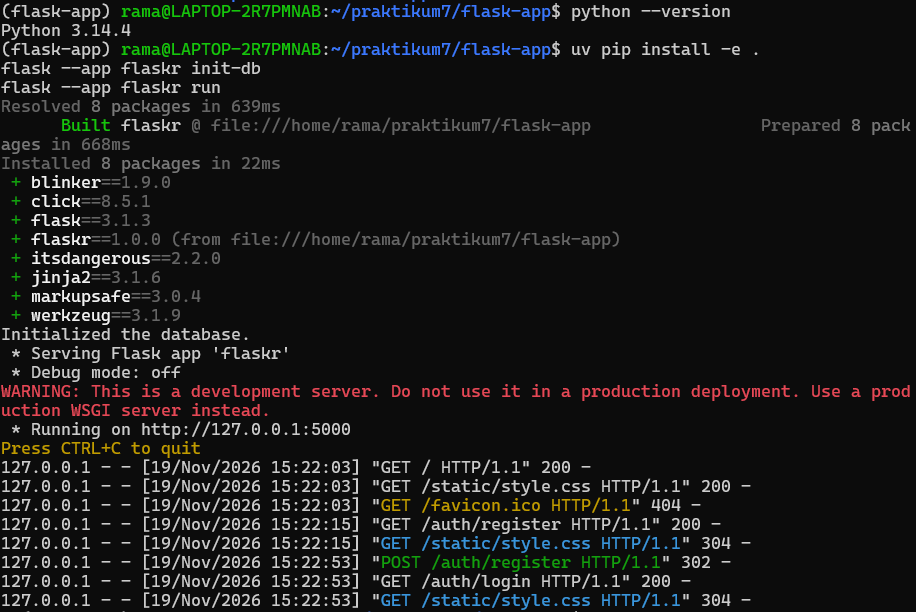 (flask-app) rama@LAPTOP-2R7PMNAB:~/praktikum7/flask-app$ python --version
Python 3.14.4
(flask-app) rama@LAPTOP-2R7PMNAB:~/praktikum7/flask-app$ uv pip install -e .
flask --app flaskr init-db
flask --app flaskr run
Resolved 8 packages in 639ms
      Built flaskr @ file:///home/rama/praktikum7/flask-app                 Prepared 8 pack
ages in 668ms
Installed 8 packages in 22ms
 + blinker==1.9.0
 + click==8.5.1
 + flask==3.1.3
 + flaskr==1.0.0 (from file:///home/rama/praktikum7/flask-app)
 + itsdangerous==2.2.0
 + jinja2==3.1.6
 + markupsafe==3.0.4
 + werkzeug==3.1.9
Initialized the database.
 * Serving Flask app 'flaskr'
 * Debug mode: off
WARNING: This is a development server. Do not use it in a production deployment. Use a prod
uction WSGI server instead.
 * Running on http://127.0.0.1:5000
Press CTRL+C to quit
127.0.0.1 - - [19/Nov/2026 15:22:03] "GET / HTTP/1.1" 200 -
127.0.0.1 - - [19/Nov/2026 15:22:03] "GET /static/style.css HTTP/1.1" 200 -
127.0.0.1 - - [19/Nov/2026 15:22:03] "GET /favicon.ico HTTP/1.1" 404 -
127.0.0.1 - - [19/Nov/2026 15:22:15] "GET /auth/register HTTP/1.1" 200 -
127.0.0.1 - - [19/Nov/2026 15:22:15] "GET /static/style.css HTTP/1.1" 304 -
127.0.0.1 - - [19/Nov/2026 15:22:53] "POST /auth/register HTTP/1.1" 302 -
127.0.0.1 - - [19/Nov/2026 15:22:53] "GET /auth/login HTTP/1.1" 200 -
127.0.0.1 - - [19/Nov/2026 15:22:53] "GET /static/style.css HTTP/1.1" 304 -